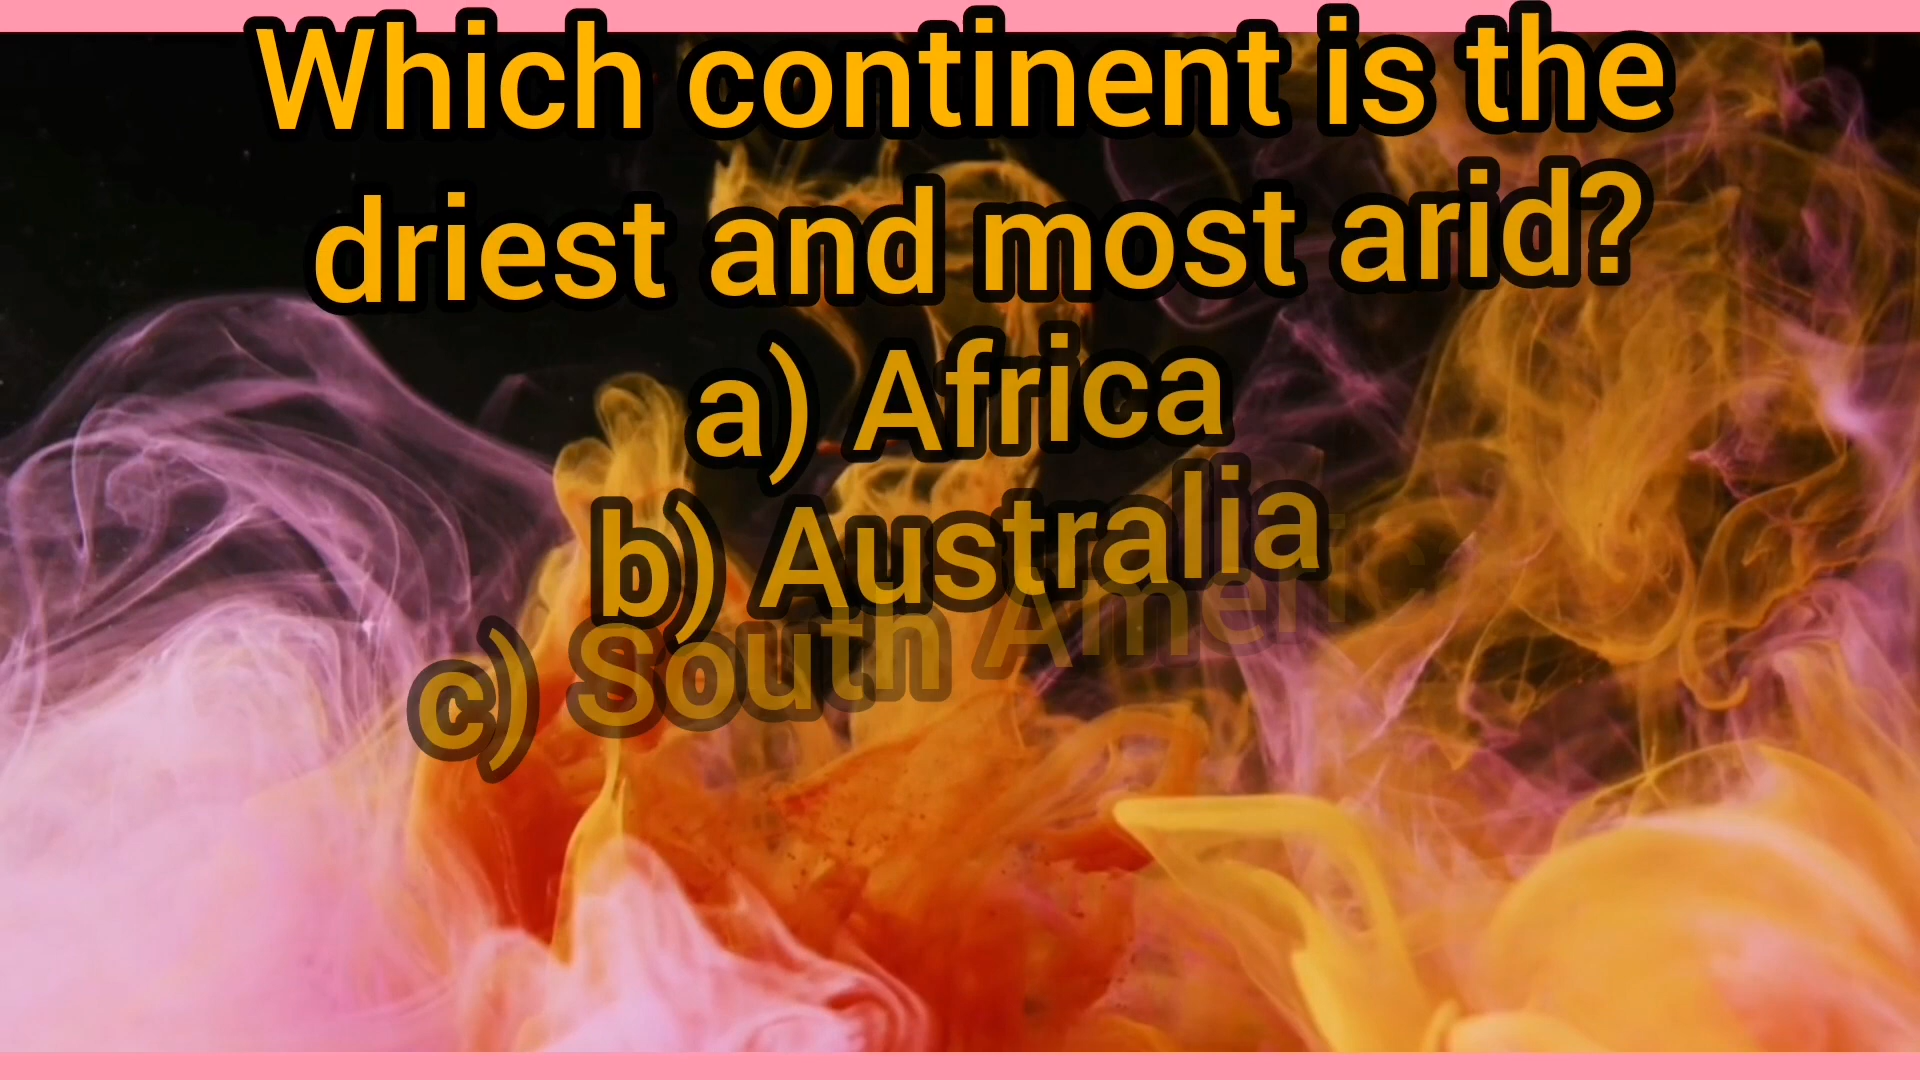 Which continent is the
driest and most arid?
a) Africa
b) Australia
c) South America